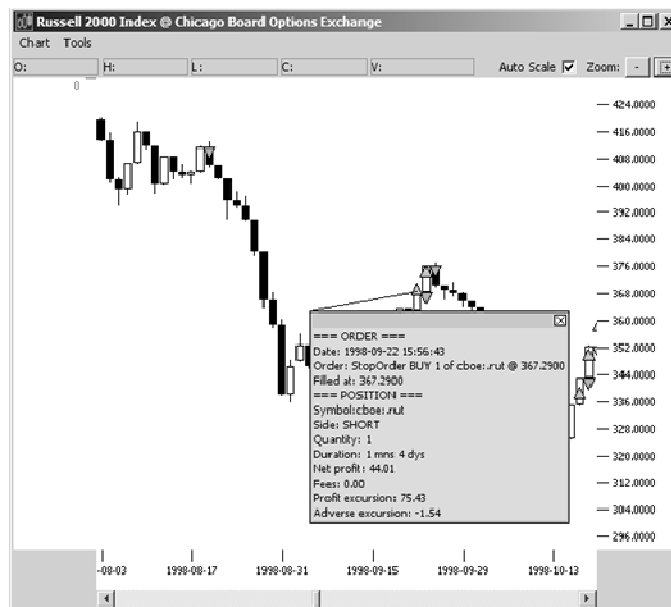 Russell 2000 Index @ Chicago Board Options Exchange
Chart Tools
O: H: L: C: V: Auto Scale Zoom: - +
0
424.0000
416.0000
408.0000
400.0000
392.0000
384.0000
376.0000
368.0000
360.0000
352.0000
344.0000
336.0000
328.0000
320.0000
312.0000
304.0000
296.0000
=== ORDER ===
Date: 1998-09-22 15:56:43
Order: StopOrder BUY 1 of cboe:.rut @ 367.2900
Filled at: 367.2900
=== POSITION ===
Symbol:cboe:.rut
Side: SHORT
Quantity: 1
Duration: 1 mns 4 dys
Net profit: 44.01
Fees: 0.00
Profit excursion: 75.43
Adverse excursion: -1.54
-08-03 1998-08-17 1998-08-31 1998-09-15 1998-09-29 1998-10-13